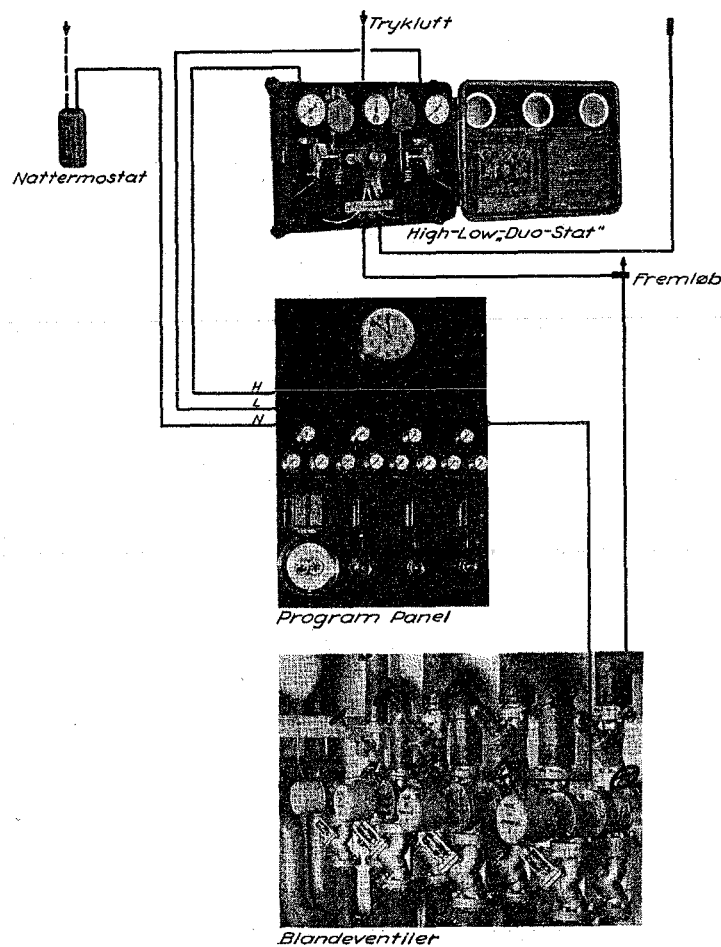 Trykluft
Nattermostat
High-Low „Duo-Stat"
Fremløb
H
L
N
Program Panel
Blandeventiler